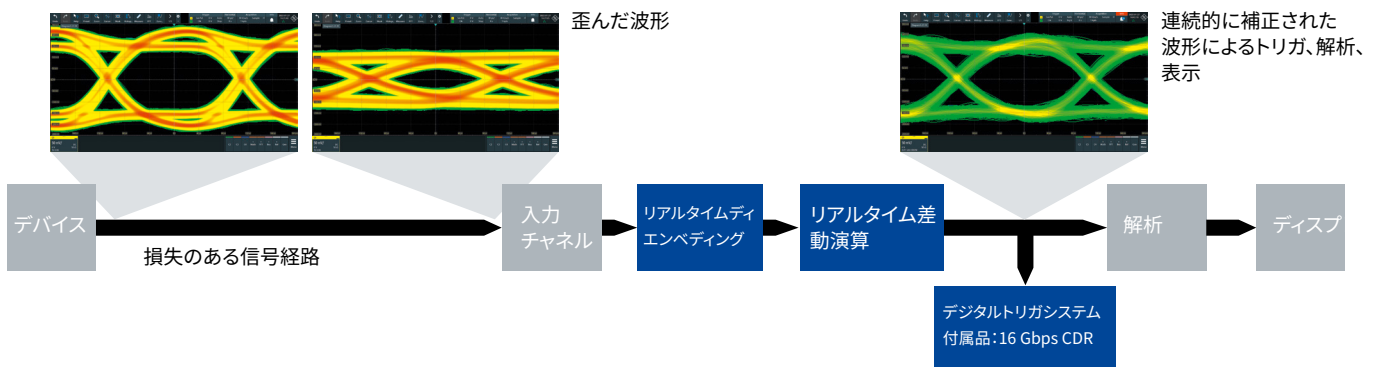 歪んだ波形
連続的に補正された
波形によるトリガ、解析、
表示
デバイス
損失のある信号経路
入力
チャネル
リアルタイムディ
エンベディング
リアルタイム差
動演算
解析
ディスプ
デジタルトリガシステム
付属品：16 Gbps CDR